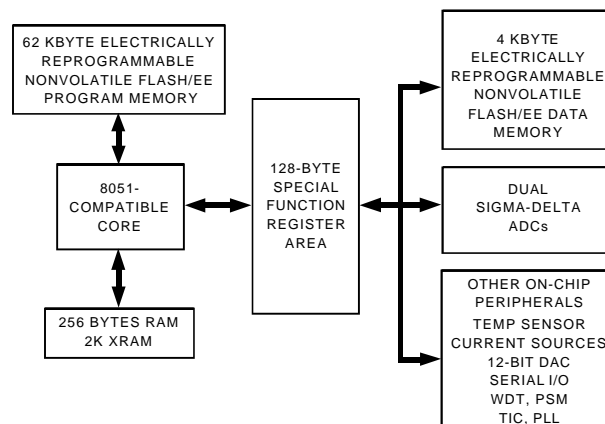 62 KBYTE ELECTRICALLY
REPROGRAMMABLE
NONVOLATILE FLASH/EE
PROGRAM MEMORY
8051-
COMPATIBLE
CORE
256 BYTES RAM
2K XRAM
128-BYTE
SPECIAL
FUNCTION
REGISTER
AREA
4 KBYTE
ELECTRICALLY
REPROGRAMMABLE
NONVOLATILE
FLASH/EE DATA
MEMORY
DUAL
SIGMA-DELTA
ADCs
OTHER ON-CHIP
PERIPHERALS
TEMP SENSOR
CURRENT SOURCES
12-BIT DAC
SERIAL I/O
WDT, PSM
TIC, PLL